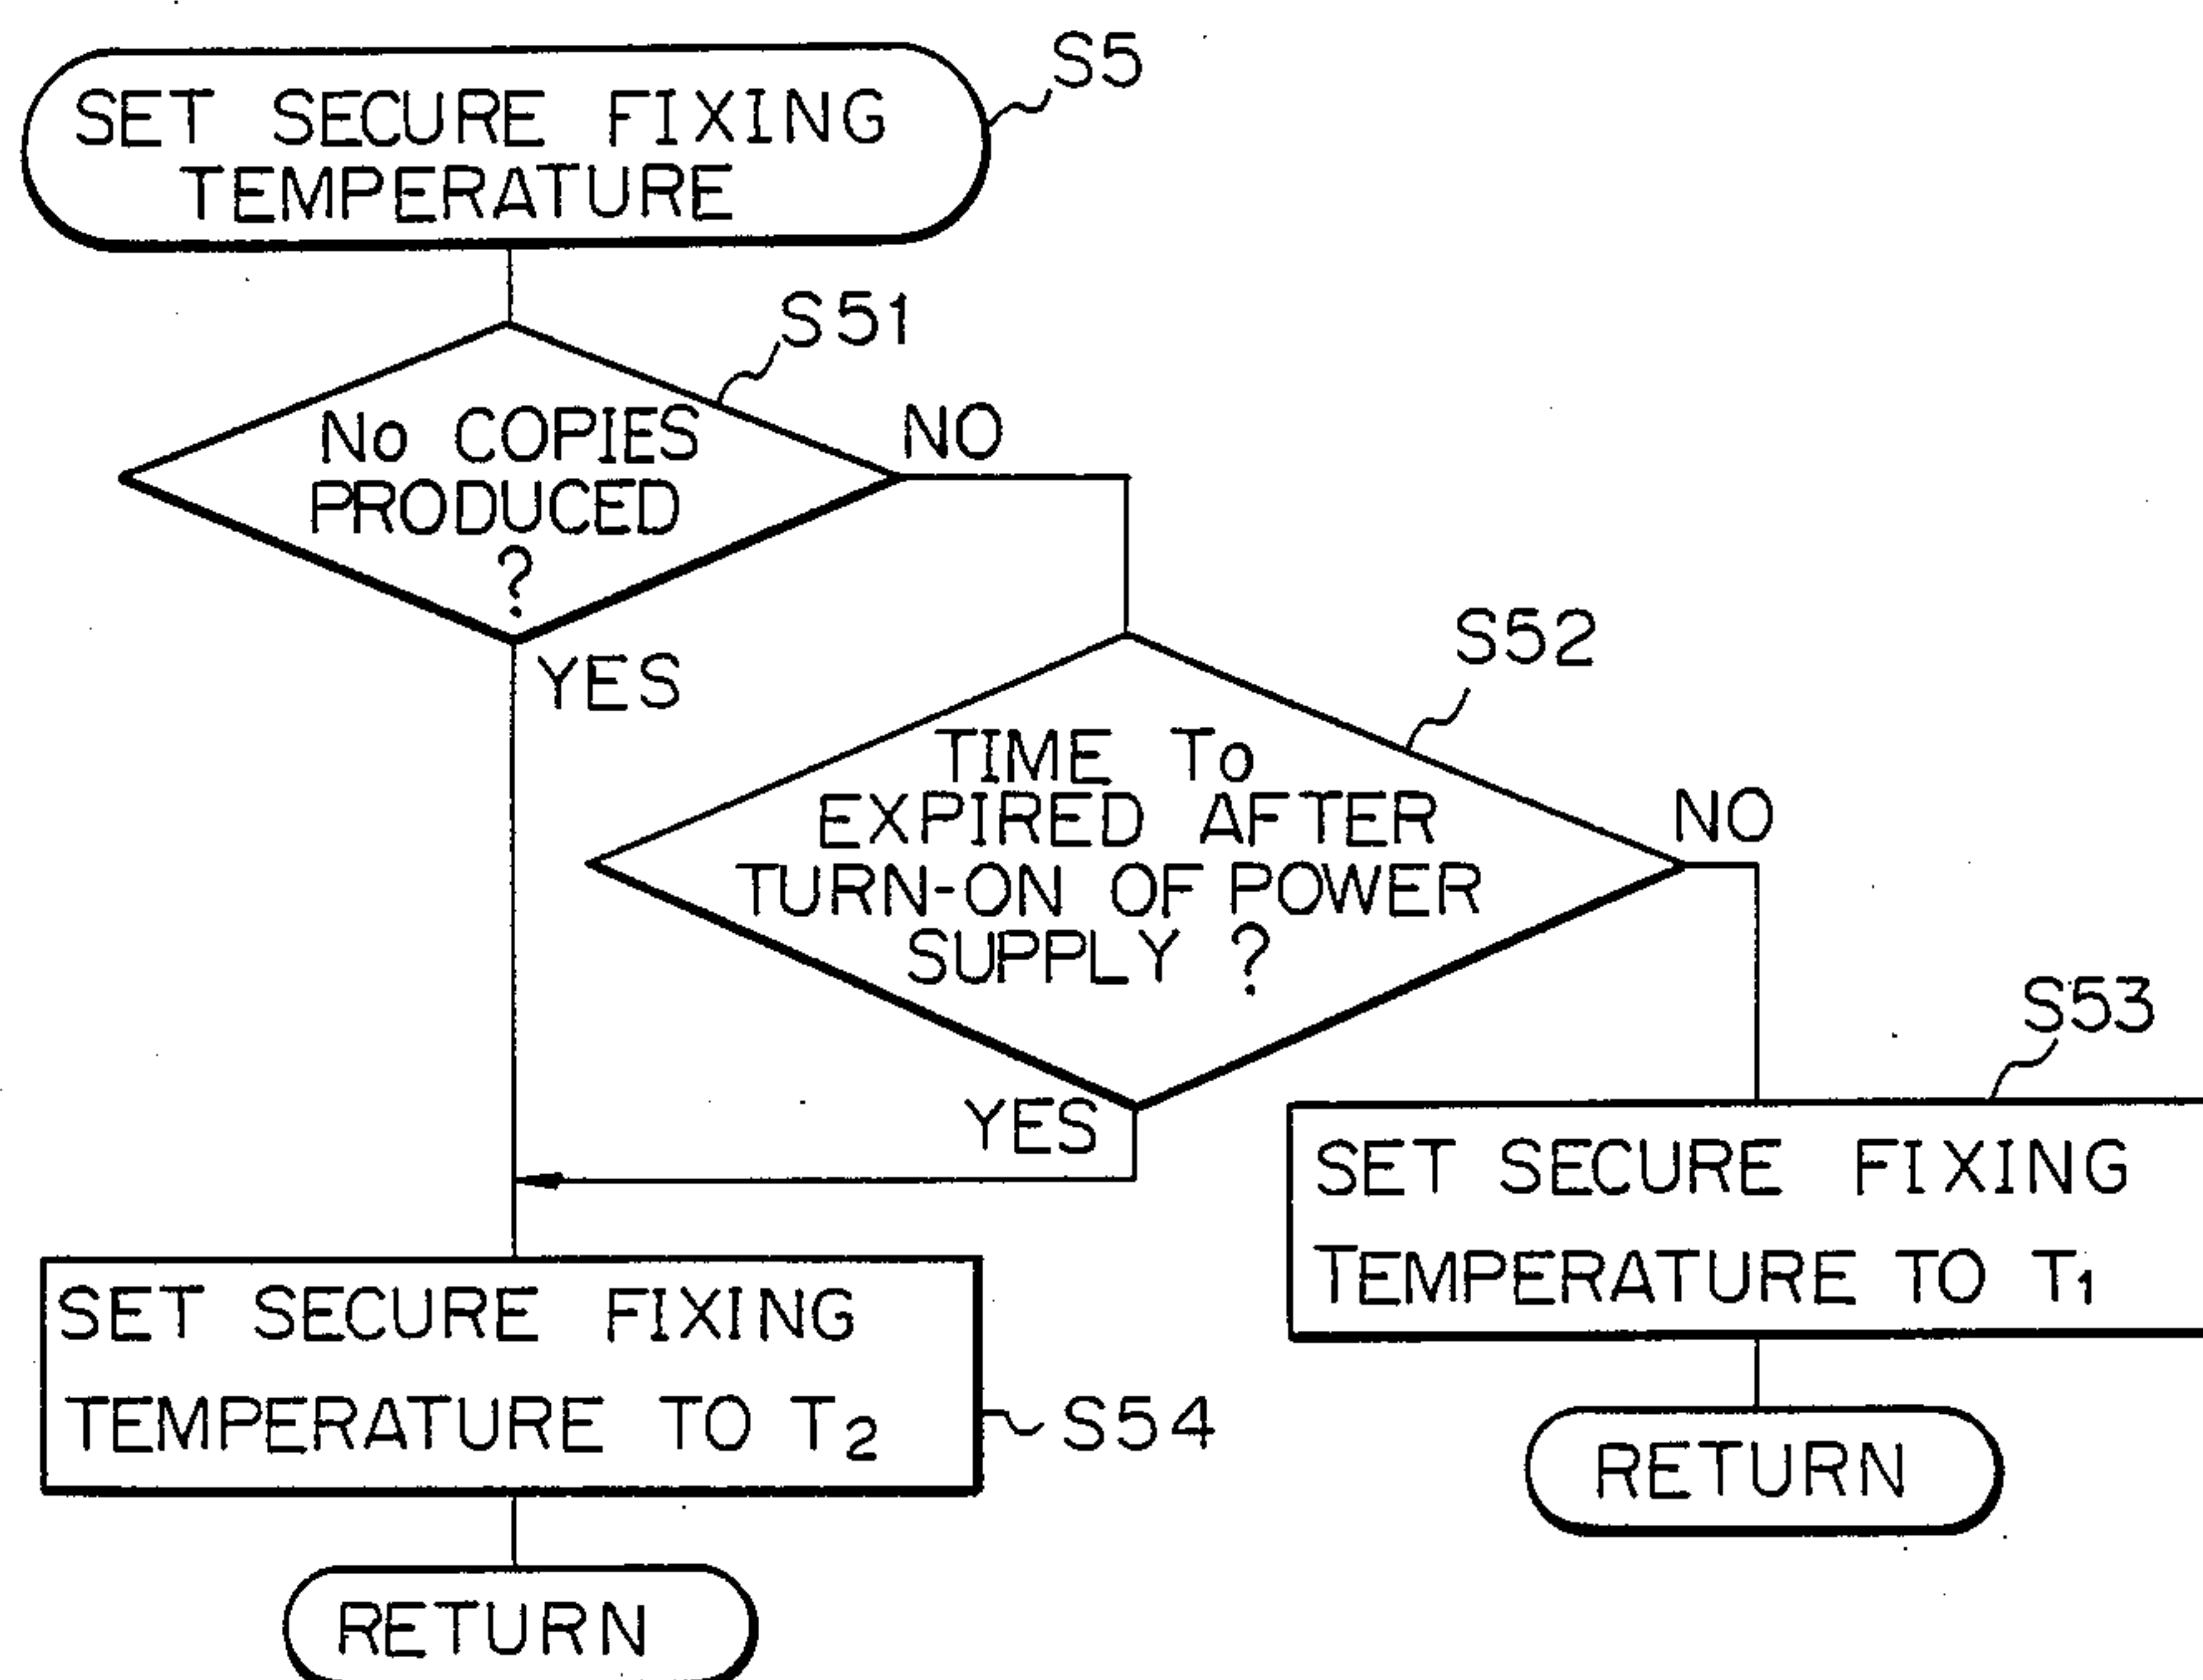 SET SECURE FIXING
TEMPERATURE
S5
S51
No COPIES
PRODUCED
?
NO
YES
S52
TIME To
EXPIRED AFTER
TURN-ON OF POWER
SUPPLY ?
NO
YES
S53
SET SECURE FIXING
TEMPERATURE TO T1
RETURN
SET SECURE FIXING
TEMPERATURE TO T2
S54
RETURN